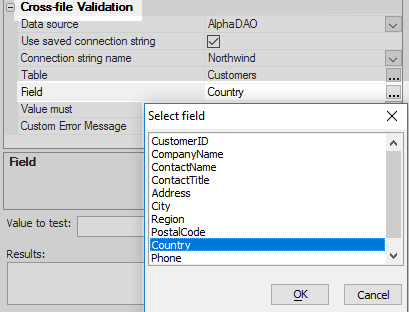 Cross-file Validation
Data source AlphaDAO
Use saved connection string
Connection string name Northwind
Table Customers ...
Field Country ...
Value must
Custom Error Message
Select field
CustomerID
CompanyName
ContactName
ContactTitle
Address
City
Region
PostalCode
Country
Phone
OK Cancel
Field
Value to test:
Results: